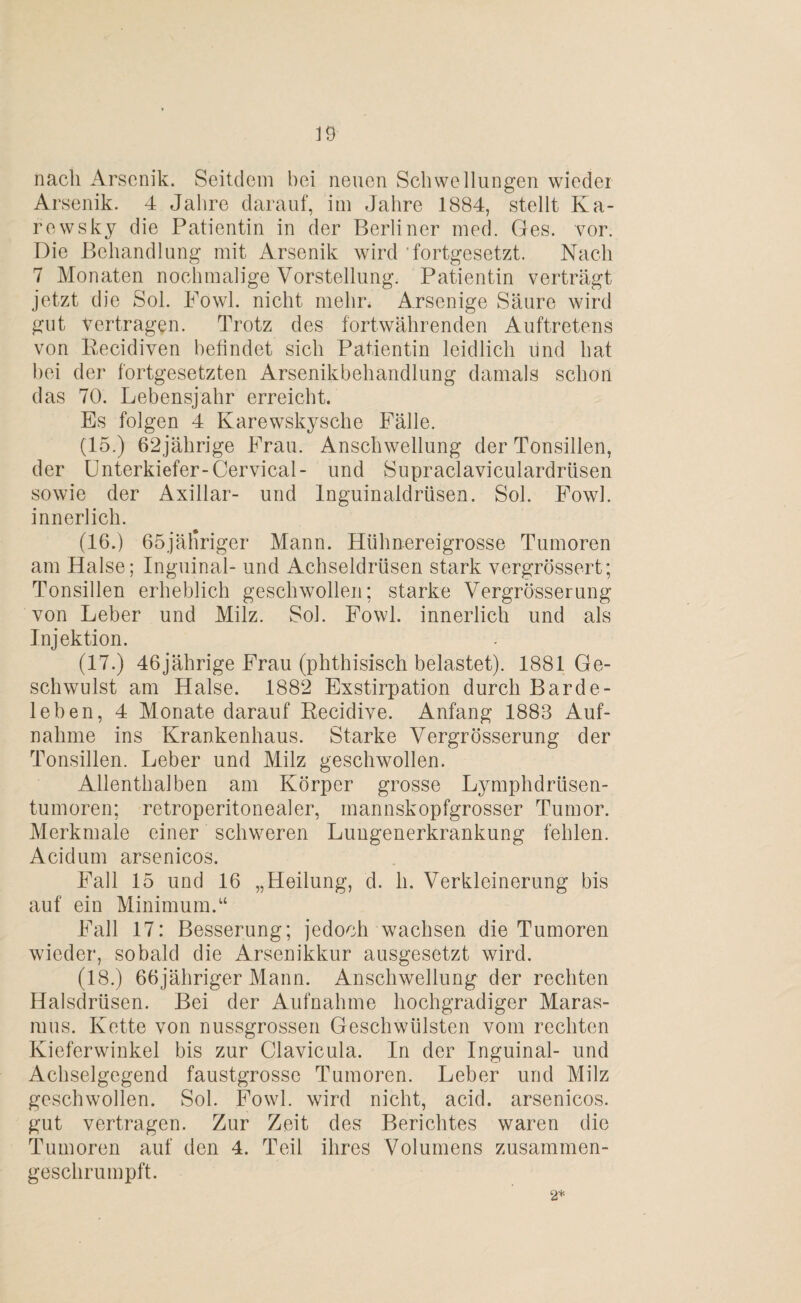 19
nach Arsenik. Seitdem bei neuen Schwellungen wieder
Arsenik. 4 Jahre darauf, im Jahre 1884, stellt Ka-
rewsky die Patientin in der Berliner med. Ges. vor.
Die Behandlung mit Arsenik wird fortgesetzt. Nach
7 Monaten nochmalige Vorstellung. Patientin verträgt
jetzt die Sol. Fowl. nicht mehr. Arsenige Säure wird
gut vertragen. Trotz des fortwährenden Auftretens
von Recidiven befindet sich Patientin leidlich und hat
bei der fortgesetzten Arsenikbehandlung damals schon
das 70. Lebensjahr erreicht.
Es folgen 4 Karewskysche Fälle.
(15.) 62jährige Frau. Anschwellung der Tonsillen,
der Unterkiefer-Cervical- und Supraclaviculardrüsen
sowie der Axillar- und Inguinaldrüsen. Sol. Fowl.
innerlich.
(16.) 65jähriger Mann. Hühnereigrosse Tumoren
am Halse; Inguinal- und Achseldrüsen stark vergrössert;
Tonsillen erheblich geschwollen; starke Vergrösserung
von Leber und Milz. Sol. Fowl. innerlich und als
Injektion.
(17.) 46jährige Frau (phthisisch belastet). 1881 Ge-
schwulst am Halse. 1882 Exstirpation durch Barde-
leben, 4 Monate darauf Recidive. Anfang 1883 Auf-
nahme ins Krankenhaus. Starke Vergrösserung der
Tonsillen. Leber und Milz geschwollen.
Allenthalben am Körper grosse Lymphdrüsen-
tumoren; retroperitonealer, mannskopfgrosser Tumor.
Merkmale einer schweren Lungenerkrankung fehlen.
Acidum arsenicos.
Fall 15 und 16 „Heilung, d. h. Verkleinerung bis
auf ein Minimum.“
Fall 17: Besserung; jedoch wachsen die Tumoren
wieder, sobald die Arsenikkur ausgesetzt wird.
(18.) 66jähriger Mann. Anschwellung der rechten
Halsdrüsen. Bei der Aufnahme hochgradiger Maras-
mus. Kette von nussgrossen Geschwülsten vom rechten
Kieferwinkel bis zur Clavicula. In der Inguinal- und
Achselgegend faustgrosse Tumoren. Leber und Milz
geschwollen. Sol. Fowl. wird nicht, acid. arsenicos.
gut vertragen. Zur Zeit des Berichtes waren die
Tumoren auf den 4. Teil ihres Volumens zusammen-
geschrumpft.
2*